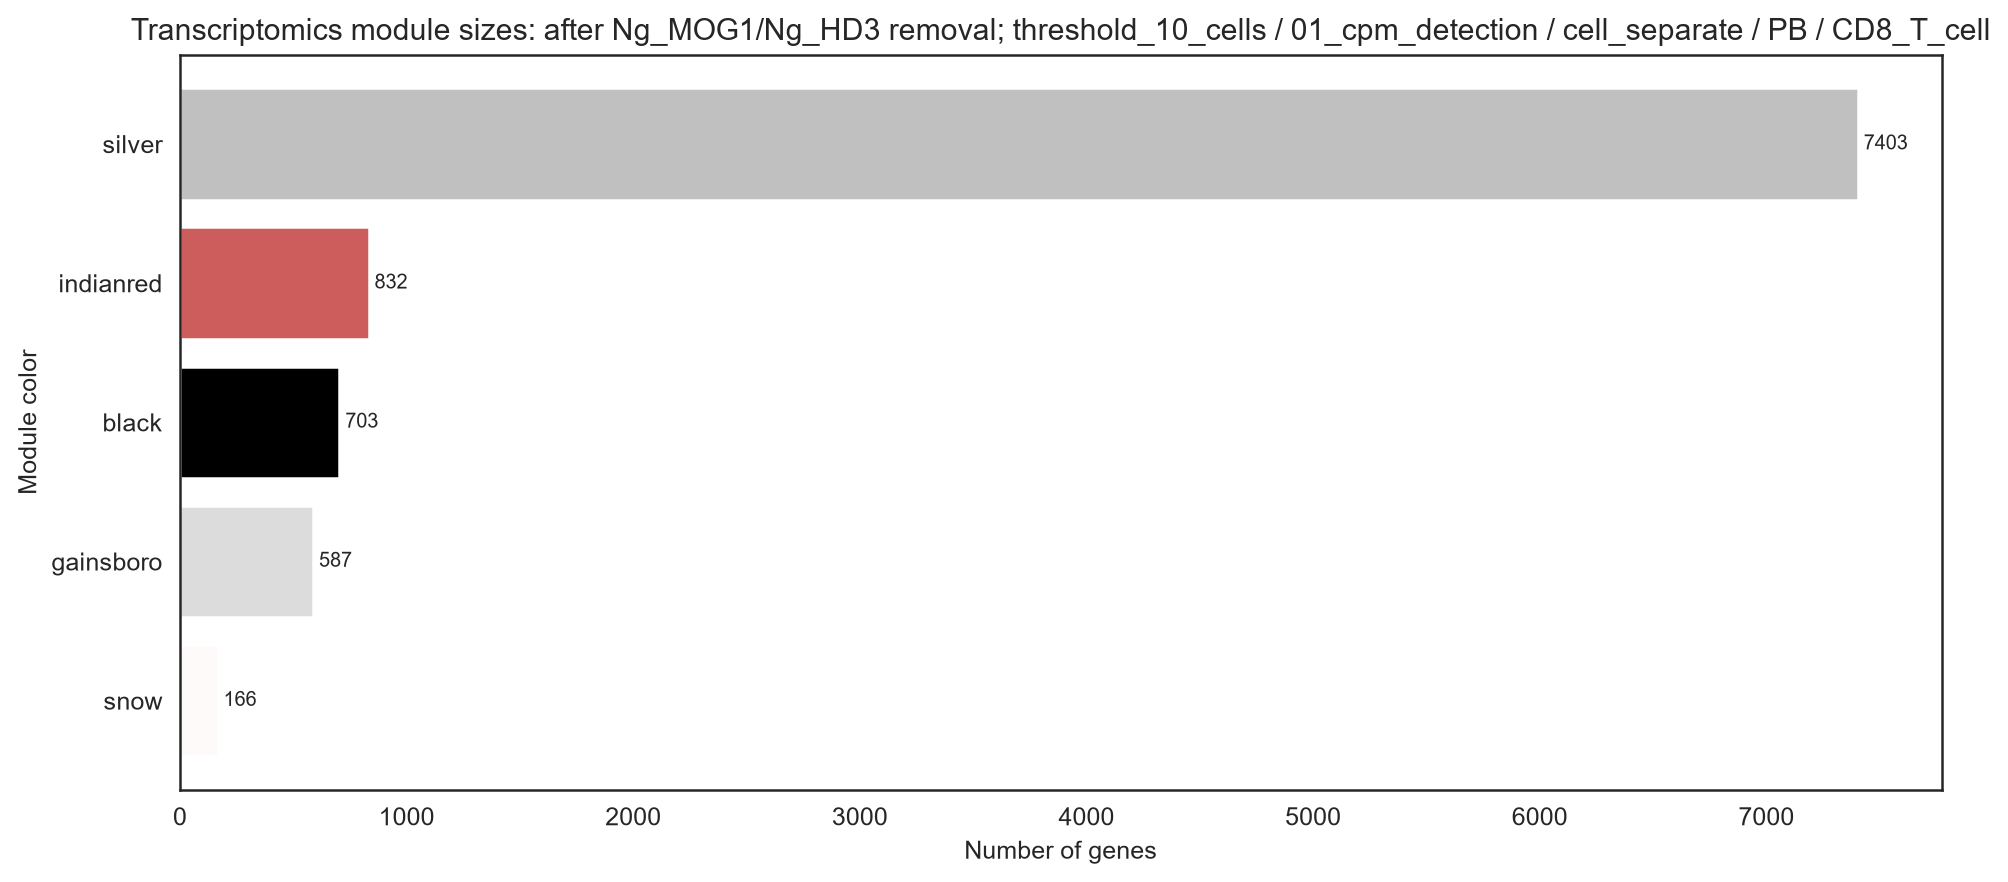 Transcriptomics module sizes: after Ng_MOG1/Ng_HD3 removal; threshold_10_cells / 01_cpm_detection / cell_separate / PB / CD8_T_cell
silver
7403
indianred
832
black
703
gainsboro
587
snow
166
Module color
0 1000 2000 3000 4000 5000 6000 7000
Number of genes